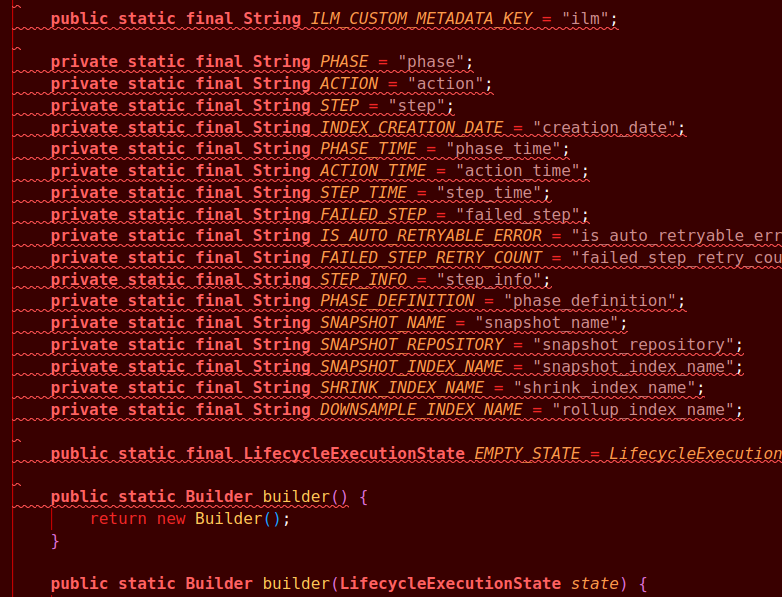 public static final String ILM_CUSTOM_METADATA_KEY = "ilm";
private static final String PHASE = "phase";
private static final String ACTION = "action";
private static final String STEP = "step";
private static final String INDEX_CREATION_DATE = "creation_date";
private static final String PHASE_TIME = "phase_time";
private static final String ACTION_TIME = "action_time";
private static final String STEP_TIME = "step_time";
private static final String FAILED_STEP = "failed_step";
private static final String IS_AUTO_RETRYABLE_ERROR = "is_auto_retryable_err
private static final String FAILED_STEP_RETRY_COUNT = "failed_step_retry_cou
private static final String STEP_INFO = "step_info";
private static final String PHASE_DEFINITION = "phase_definition";
private static final String SNAPSHOT_NAME = "snapshot_name";
private static final String SNAPSHOT_REPOSITORY = "snapshot_repository";
private static final String SNAPSHOT_INDEX_NAME = "snapshot_index_name";
private static final String SHRINK_INDEX_NAME = "shrink_index_name";
private static final String DOWNSAMPLE_INDEX_NAME = "rollup_index_name";
public static final LifecycleExecutionState EMPTY_STATE = LifecycleExecution
public static Builder builder() {
return new Builder();
}
public static Builder builder(LifecycleExecutionState state) {